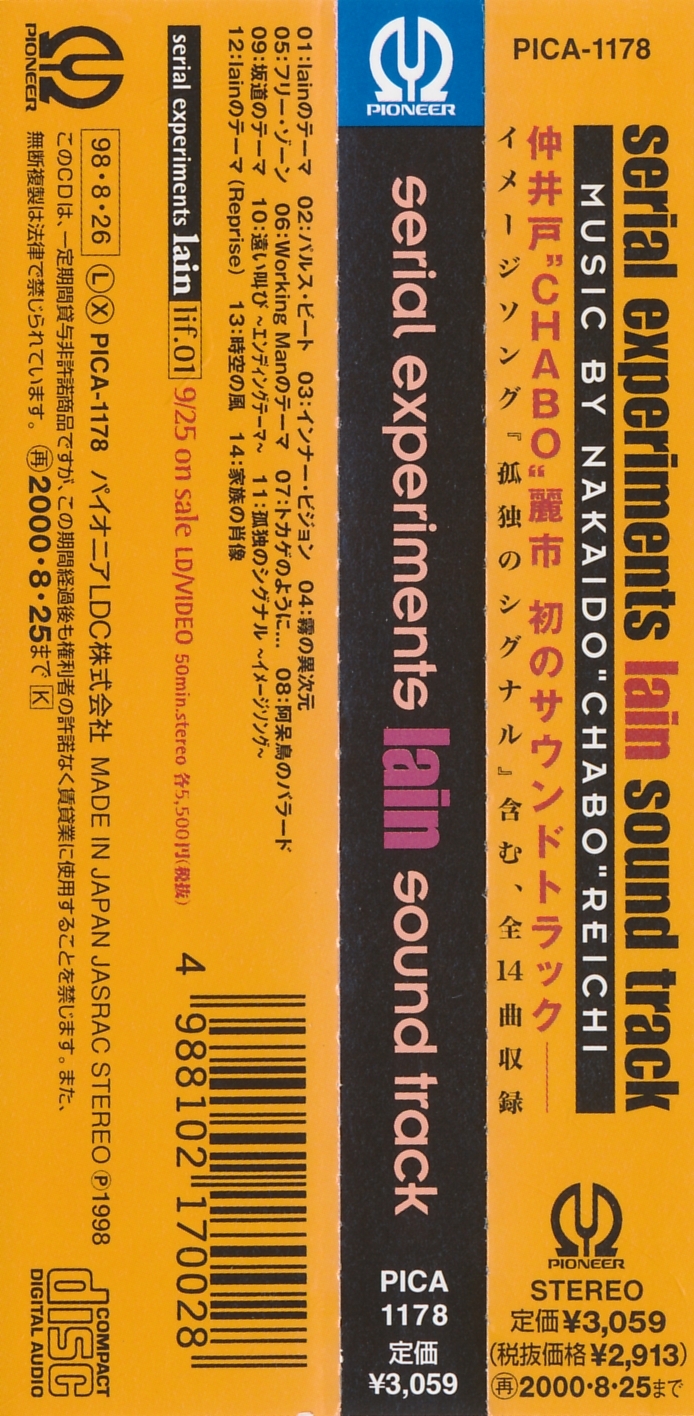 PICA-1178
serial experiments lain sound track
MUSIC BY NAKAIDO"CHABO"REICHI
仲井戸”CHABO“麗市 初のサウンドトラック
イメージソング『孤独のシグナル』含む、全14曲収録
PIONEER
STEREO
定価¥3,059
(税抜価格¥2,913)
再2000・8・25まで
PIONEER
serial experiments lain sound track
PICA
1178
定価
¥3,059
01:lainのテーマ 02:パルス・ビート 03:インナー・ビジョン 04:霧の異次元
05:フリー・ゾーン 06:Working Manのテーマ 07:トカゲのように… 08:阿呆鳥のバラード
09:坂道のテーマ 10:遠い叫び ~エンディングテーマ~ 11:孤独のシグナル ~イメージソング~
12:lainのテーマ (Reprise) 13:時空の風 14:家族の肖像
serial experiments lain lif.01 9/25 on sale LD/VIDEO 50min.stereo 各5,500円(税抜)
4 988102 170028
PIONEER
98・8・26 L X PICA-1178 パイオニアLDC株式会社 MADE IN JAPAN JASRAC STEREO Ⓟ1998
このCDは、一定期間貸与非許諾商品ですが、この期間経過後も権利者の許諾なく賃貸業に使用することを禁じます。また、
無断複製は法律で禁じられています。 再2000・8・25まで K
COMPACT
disc
DIGITAL AUDIO